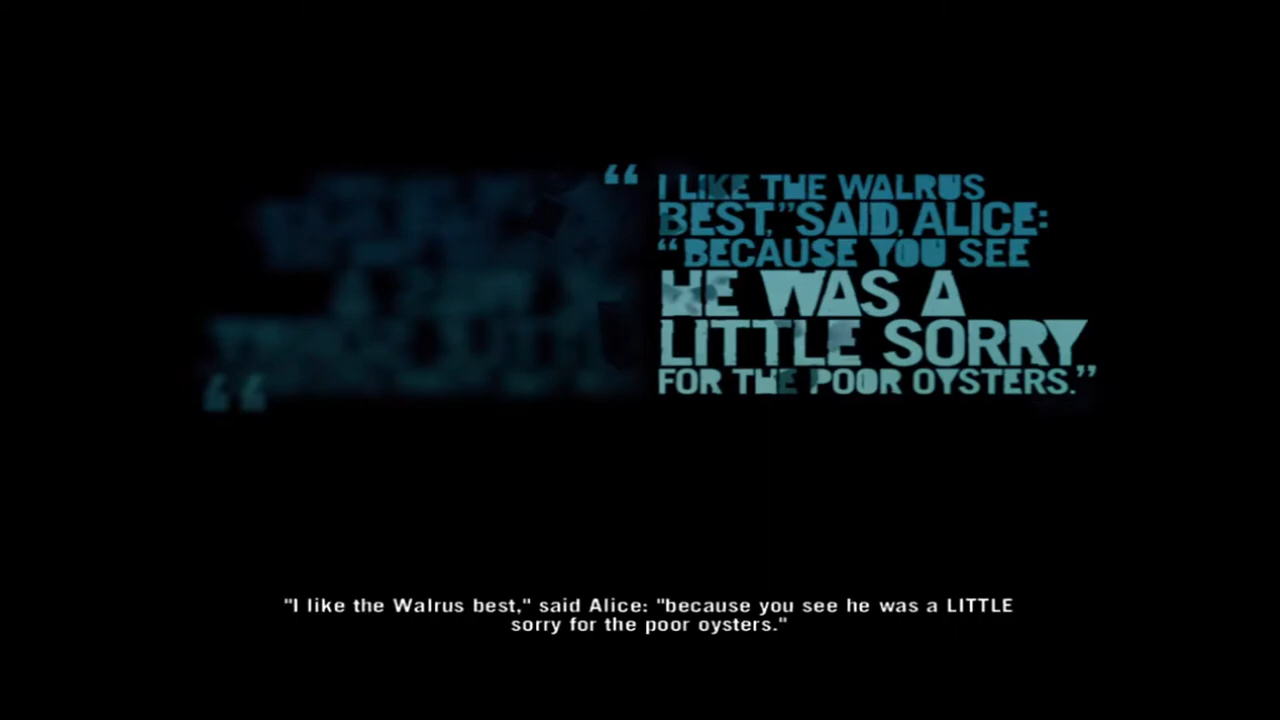 “ I LIKE THE WALRUS
BEST,” SAID, ALICE:
“BECAUSE YOU SEE
HE WAS A
LITTLE SORRY
FOR THE POOR OYSTERS.”
"I like the Walrus best," said Alice: "because you see he was a LITTLE
sorry for the poor oysters."